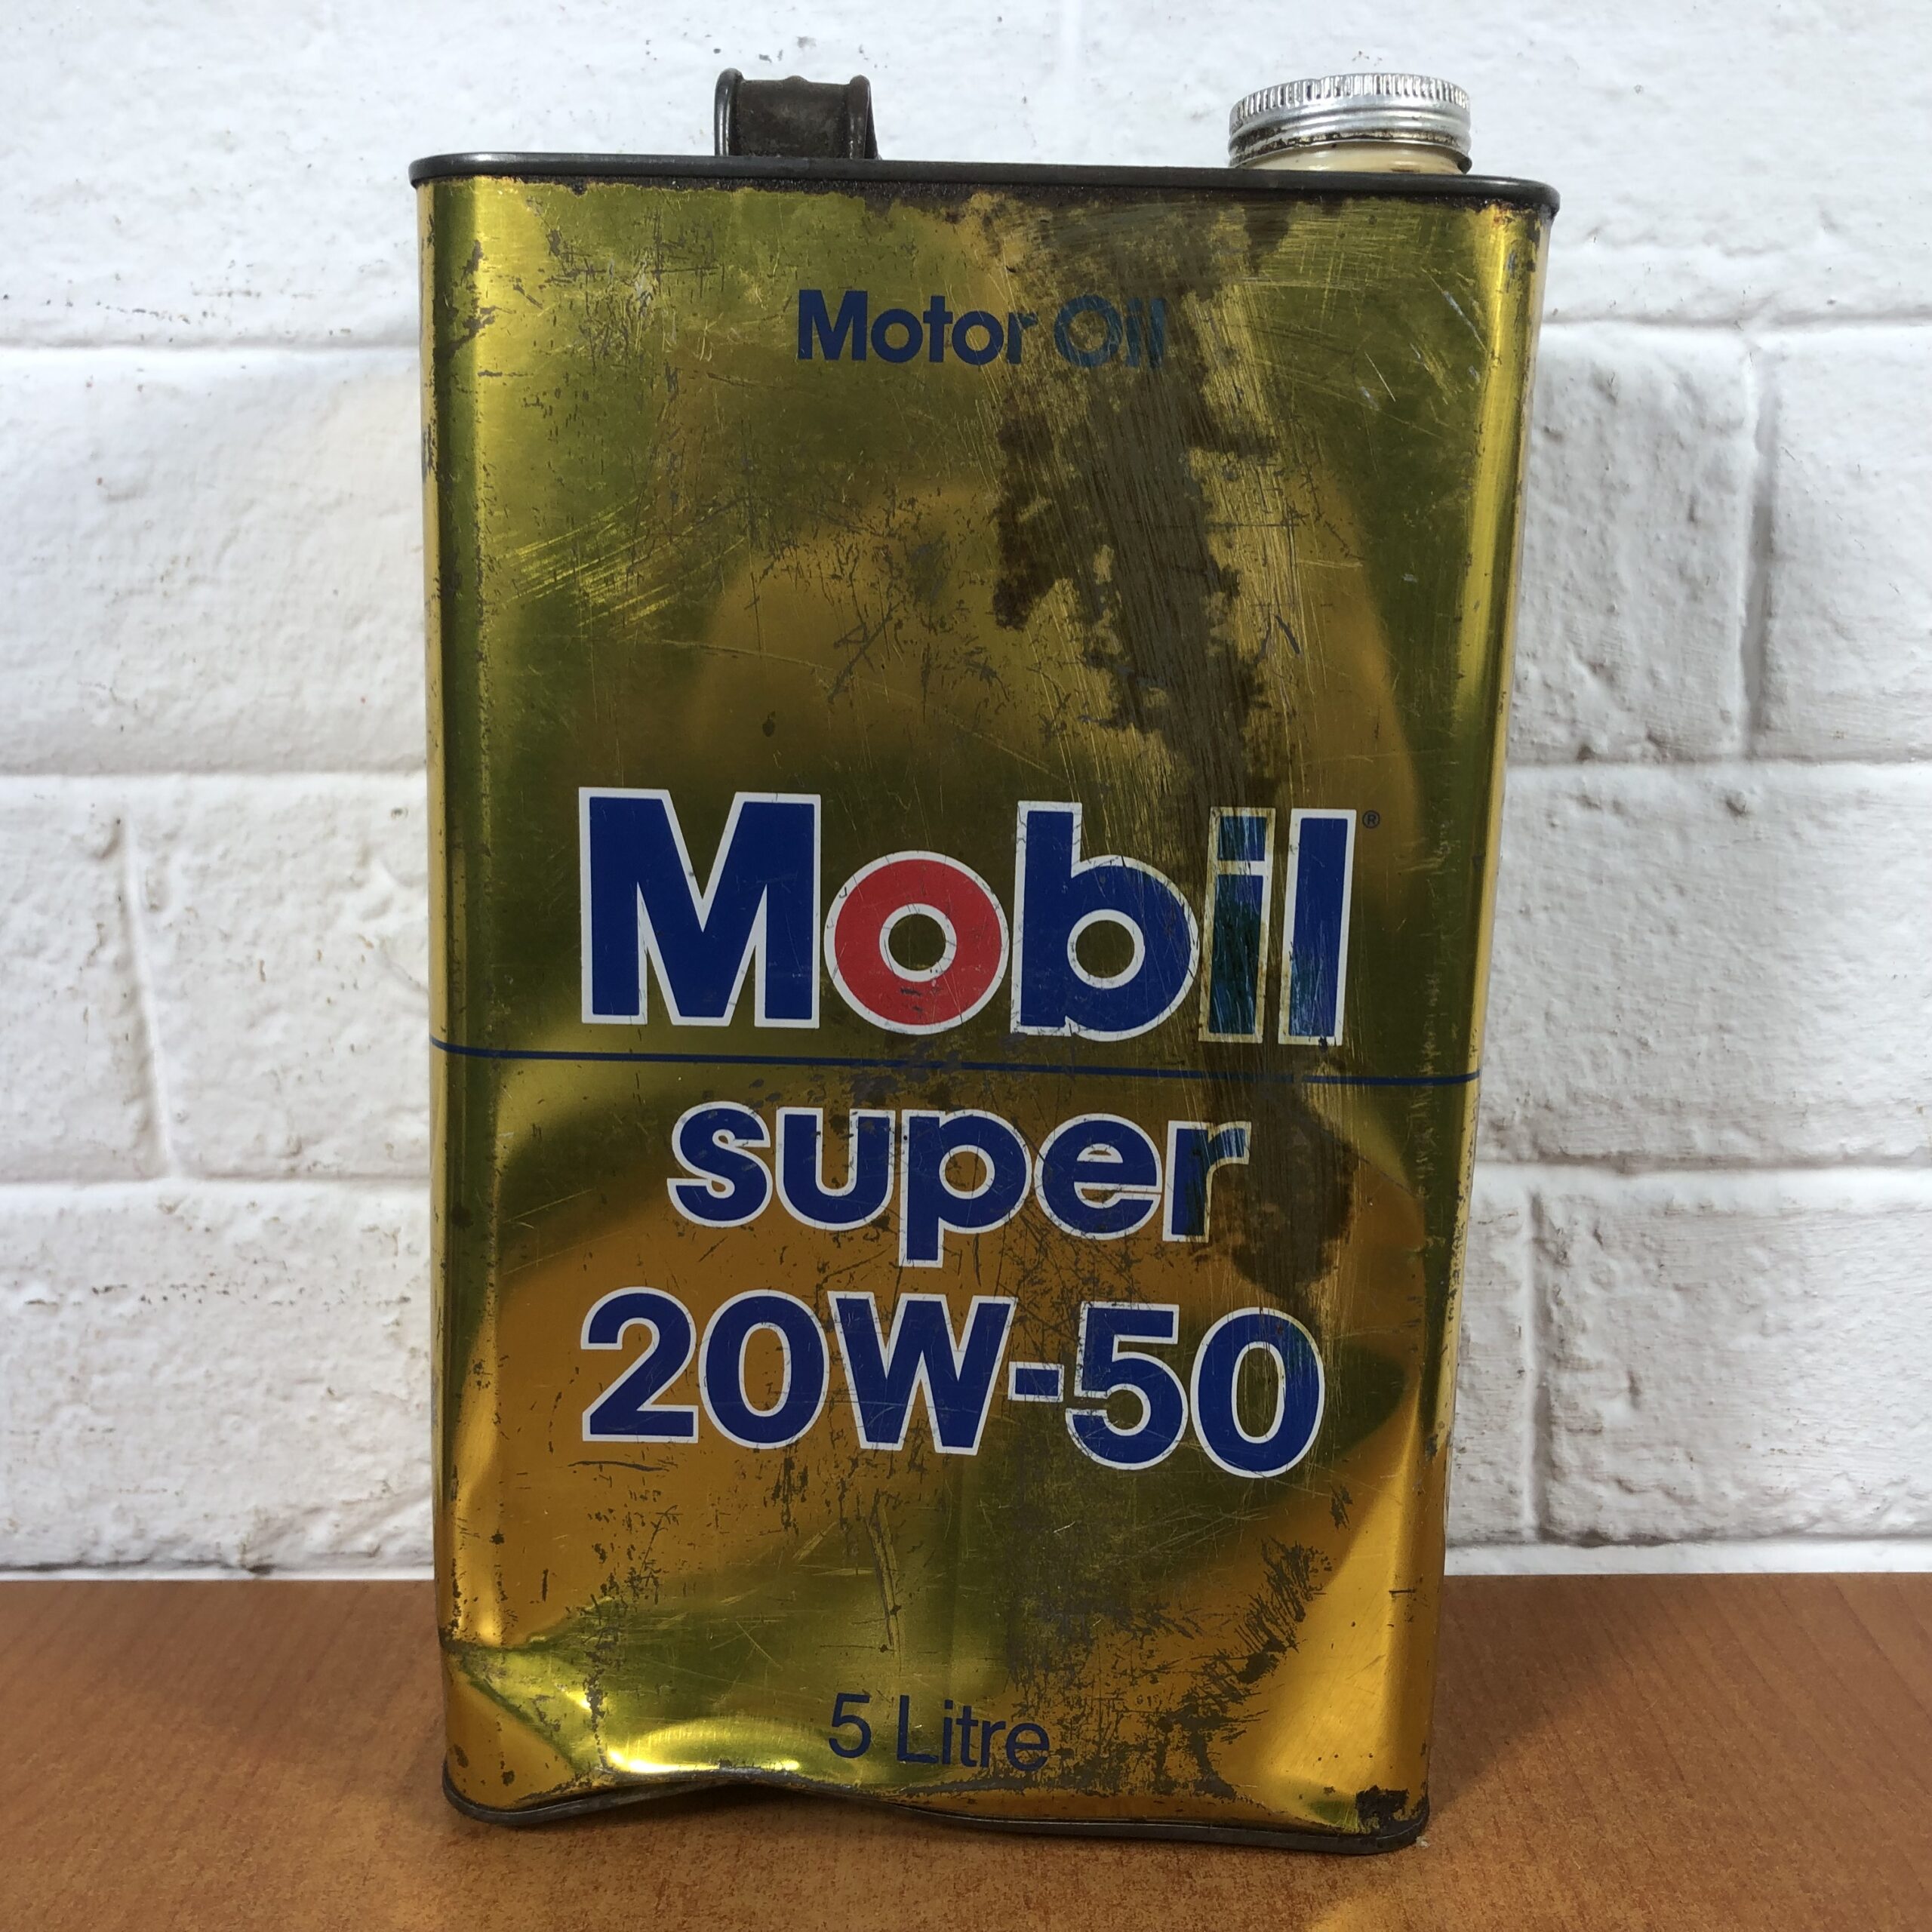 Motor Oil
Mobil®
super
20W-50
5 Litre